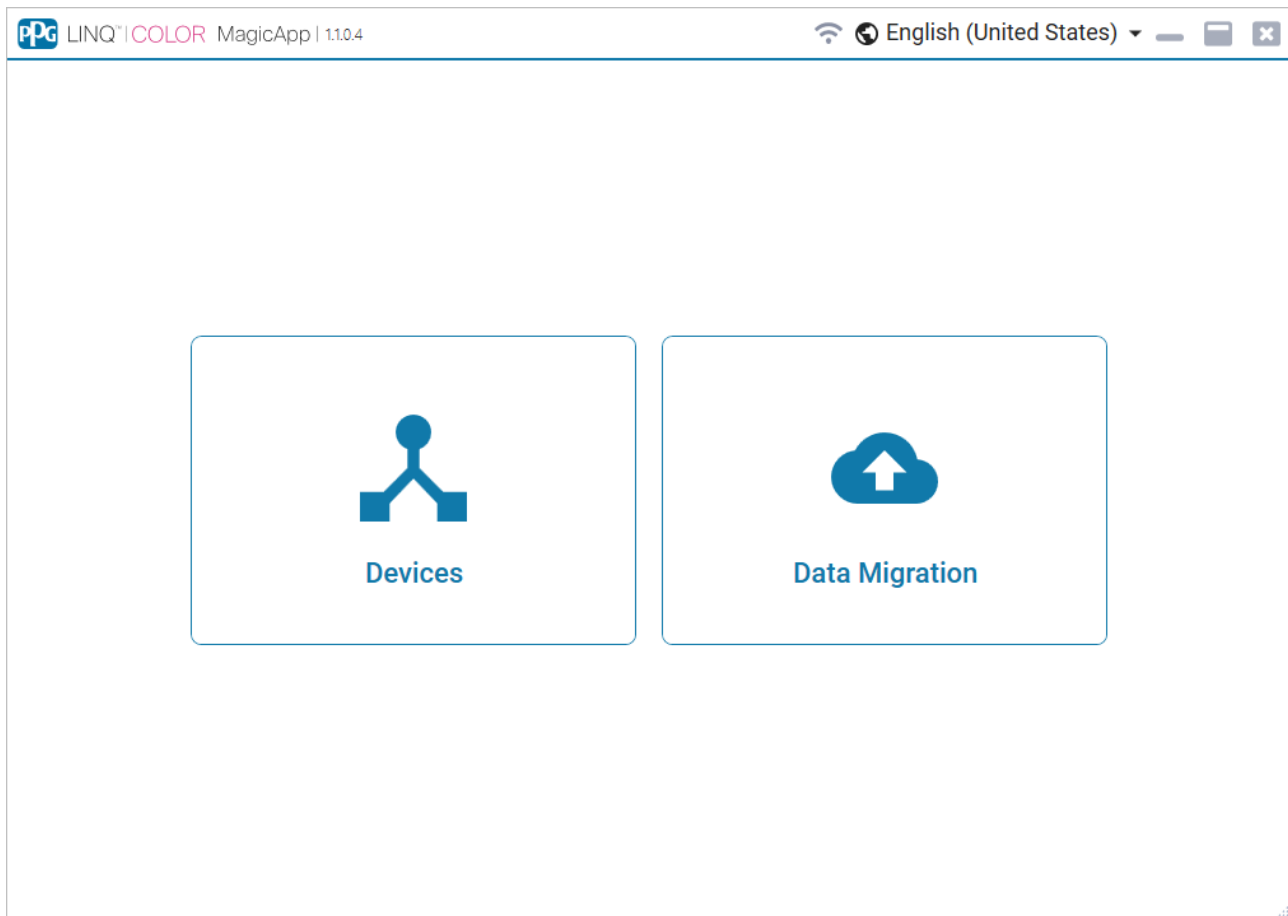 PPG LINQ™|COLOR MagicApp | 1.1.0.4 English (United States)
Devices
Data Migration